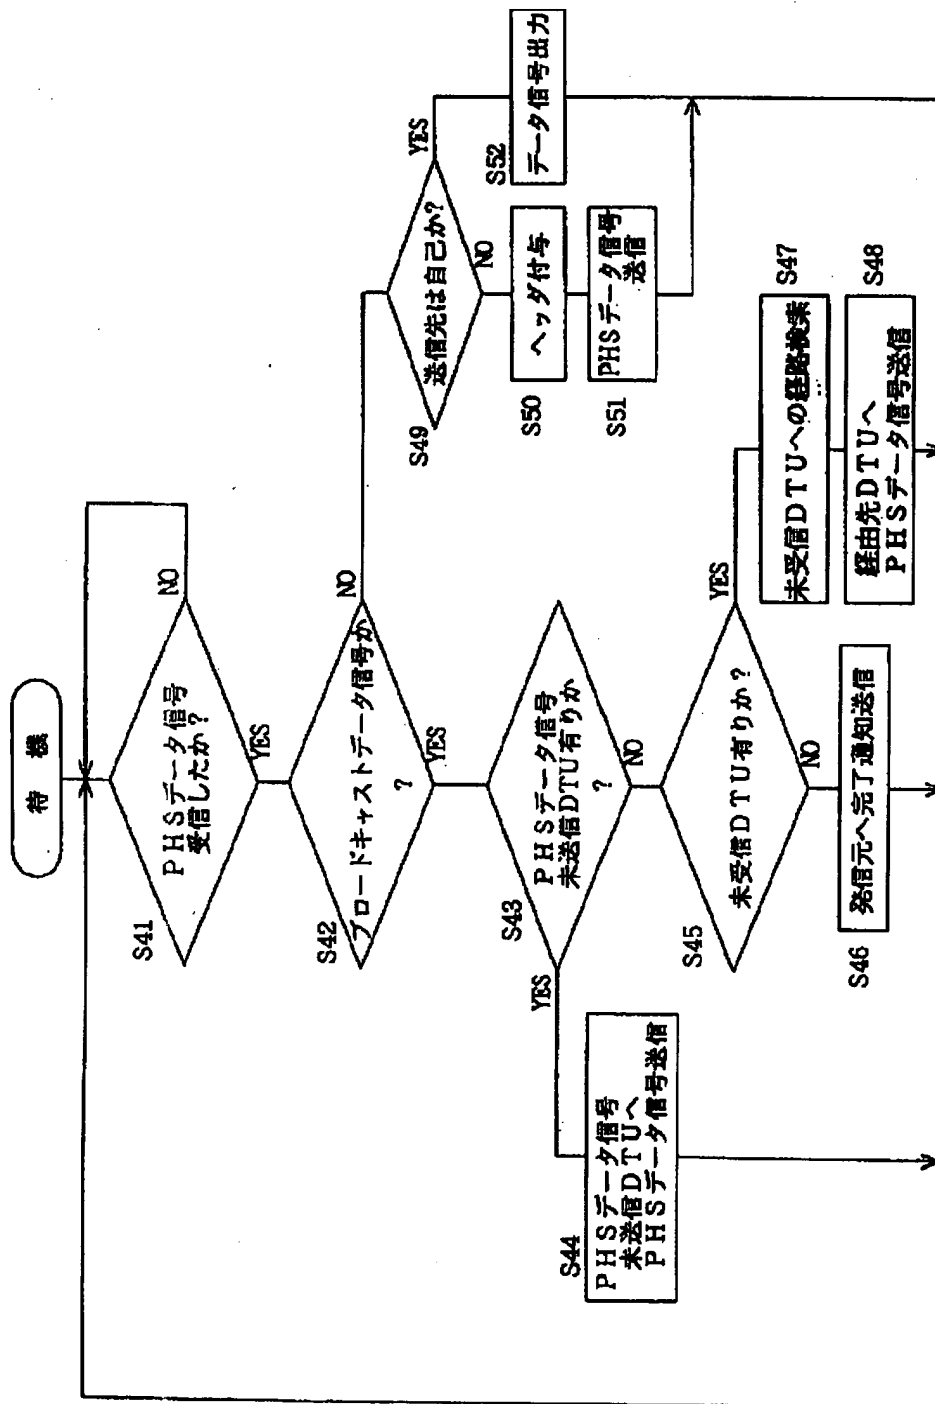 待 機
S41
PHSデータ信号
受信したか?
NO
YES
S42
ブロードキャストデータ信号か
?
NO
YES
S43
PHSデータ信号
未送信DTU有りか
?
YES
NO
S44
PHSデータ信号
未送信DTUへ
PHSデータ信号送信
S45
未受信DTU有りか?
YES
NO
S46
発信元へ完了通知送信
S47
未受信DTUへの経路検索
S48
経由先DTUへ
PHSデータ信号送信
S49
送信先は自己か?
YES
NO
S50
ヘッダ付与
S51
PHSデータ信号
送信
S52
データ信号出力